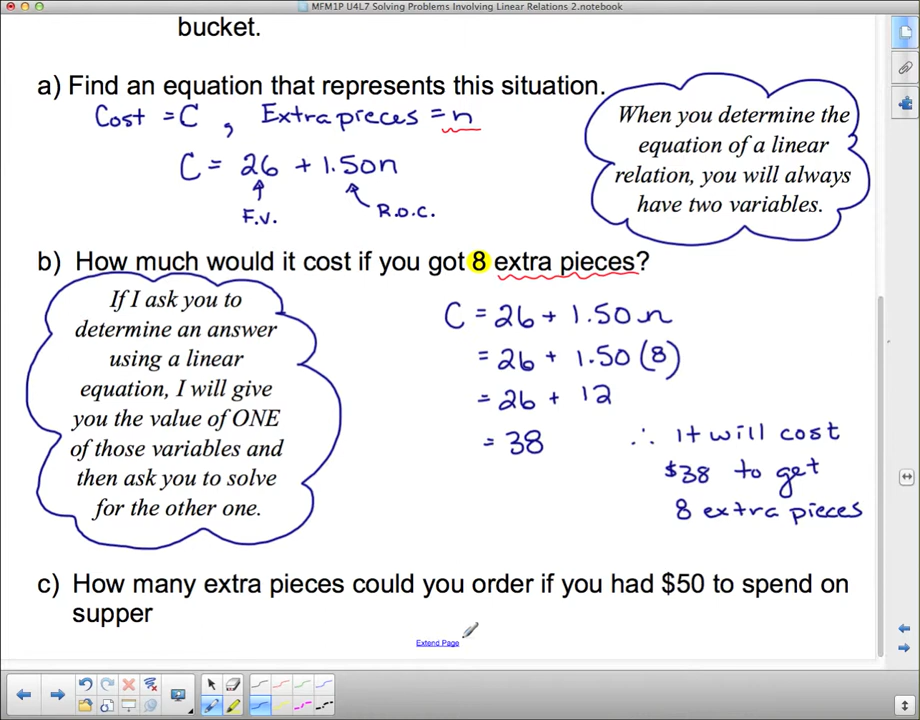 MFM1P U4L7 Solving Problems Involving Linear Relations 2.notebook
bucket.
a) Find an equation that represents this situation.
Cost = C , Extra pieces = n
C = 26 + 1.50n
F.V.
R.O.C.
When you determine the
equation of a linear
relation, you will always
have two variables.
b) How much would it cost if you got 8 extra pieces?
If I ask you to
determine an answer
using a linear
equation, I will give
you the value of ONE
of those variables and
then ask you to solve
for the other one.
C = 26 + 1.50 n
= 26 + 1.50 (8)
= 26 + 12
= 38
∴ it will cost
$38 to get
8 extra pieces
c) How many extra pieces could you order if you had $50 to spend on
supper
Extend Page